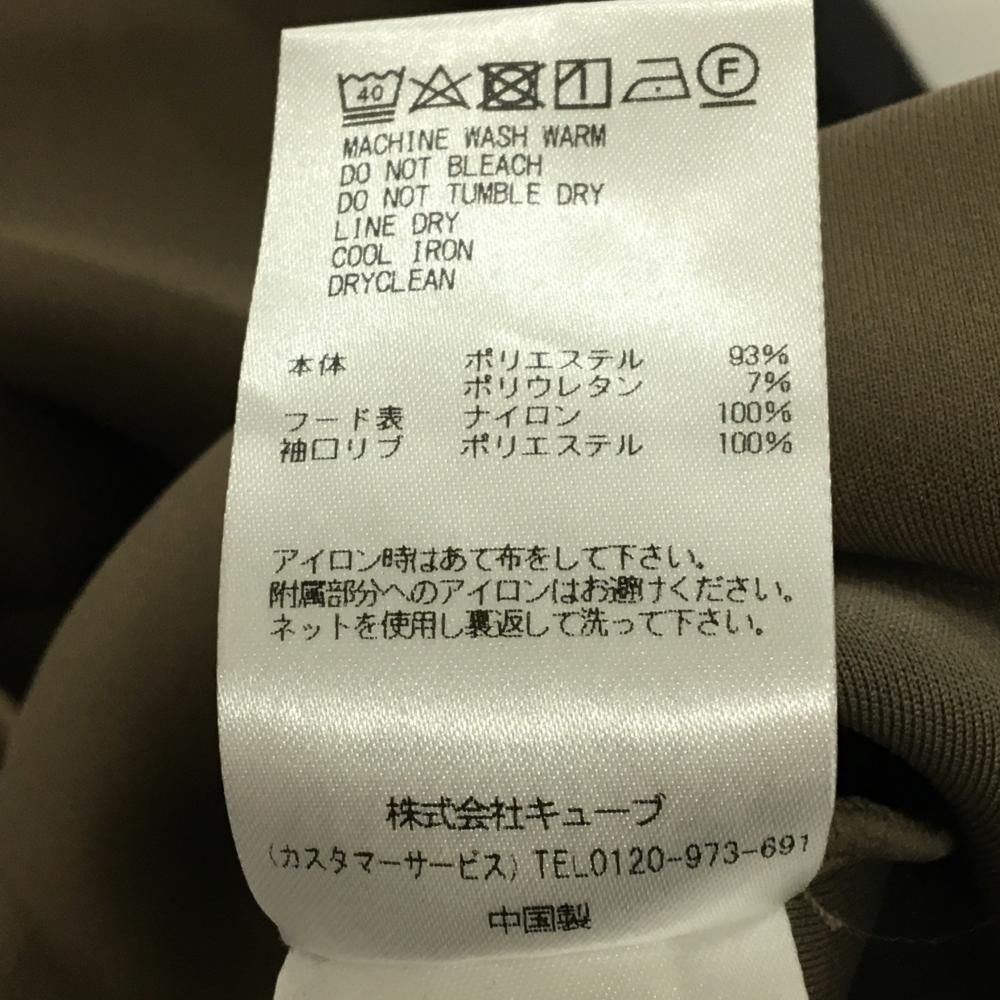 40 F
MACHINE WASH WARM
DO NOT BLEACH
DO NOT TUMBLE DRY
LINE DRY
COOL IRON
DRYCLEAN
本体 ポリエステル 93%
ポリウレタン 7%
フード表 ナイロン 100%
袖口リブ ポリエステル 100%
アイロン時はあて布をして下さい。
附属部分へのアイロンはお避けください。
ネットを使用し裏返して洗って下さい。
株式会社キューブ
(カスタマーサービス) TEL0120-973-691
中国製